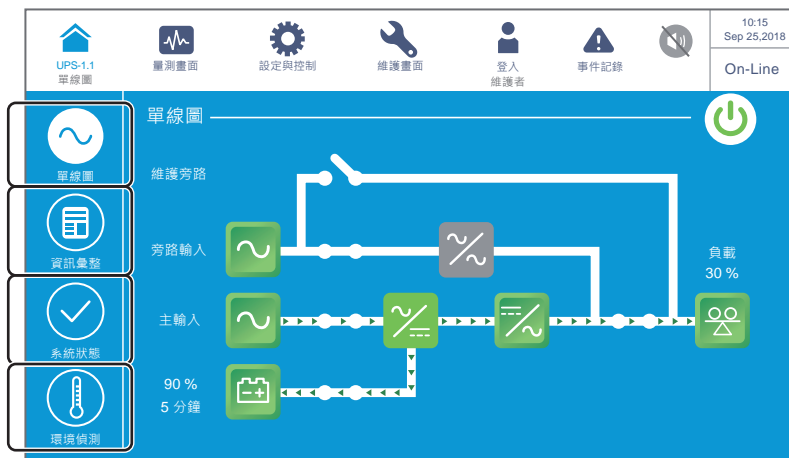 UPS-1.1
單線圖
量測畫面
設定與控制
維護畫面
登入
維護者
事件記錄
10:15
Sep 25,2018
On-Line
單線圖
資訊彙整
系統狀態
環境偵測
單線圖
維護旁路
旁路輸入
主輸入
90 %
5 分鐘
負載
30 %